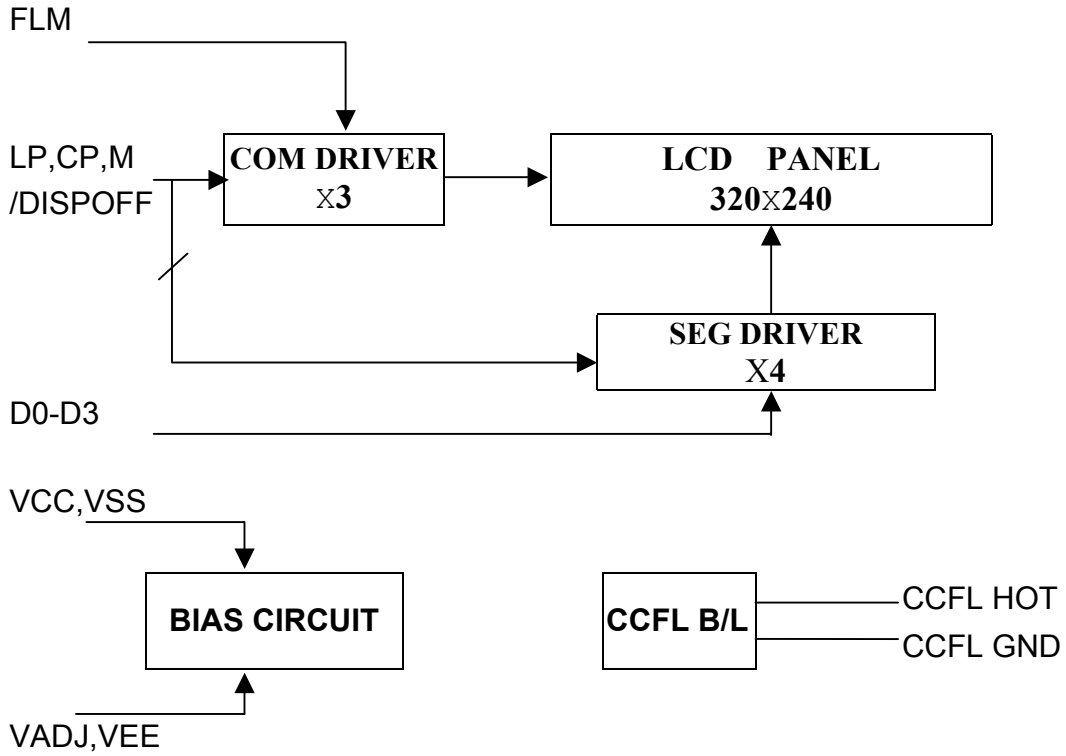 FLM
LP,CP,M
/DISPOFF
COM DRIVER
X3
LCD PANEL
320X240
SEG DRIVER
X4
D0-D3
VCC,VSS
BIAS CIRCUIT
CCFL B/L
CCFL HOT
CCFL GND
VADJ,VEE